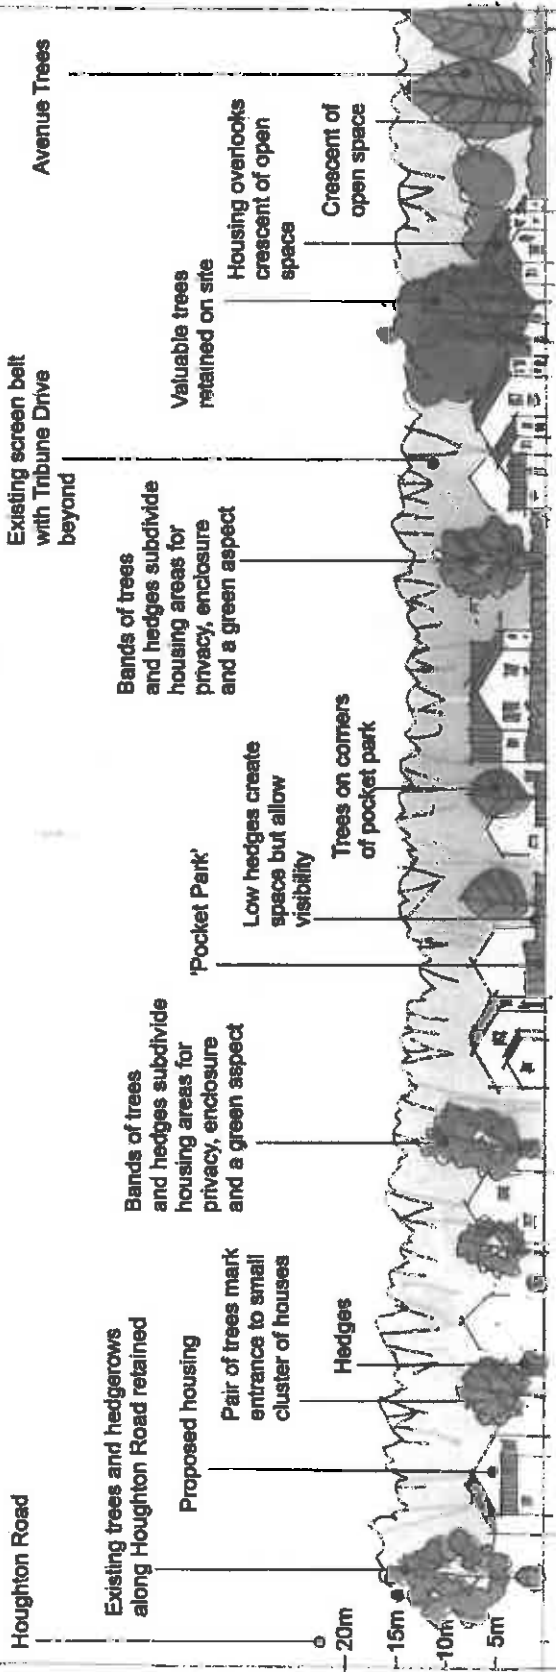 Houghton Road
Existing trees and hedgerows
along Houghton Road retained
Proposed housing
Pair of trees mark
entrance to small
cluster of houses
Hedges
Bands of trees
and hedges subdivide
housing areas for
privacy, enclosure
and a green aspect
'Pocket Park'
Low hedges create
space but allow
visibility
Trees on corners
of pocket park
Bands of trees
and hedges subdivide
housing areas for
privacy, enclosure
and a green aspect
Existing screen belt
with Tribune Drive
beyond
Valuable trees
retained on site
Housing overlooks
crescent of open
space
Crescent of
open space
Avenue Trees
20m
15m
10m
5m